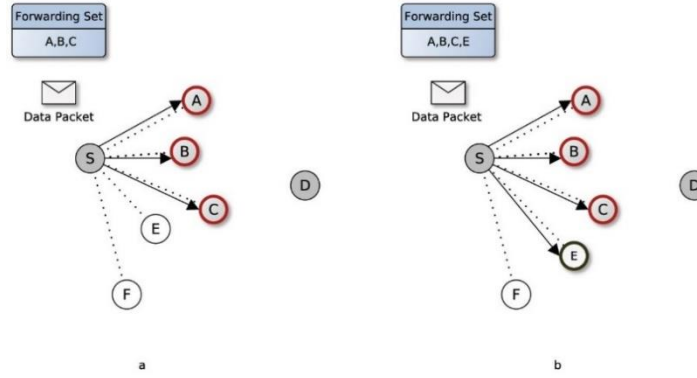 Forwarding Set
A,B,C
Data Packet
S
A
B
C
E
F
D
a
Forwarding Set
A,B,C,E
Data Packet
S
A
B
C
E
F
D
b